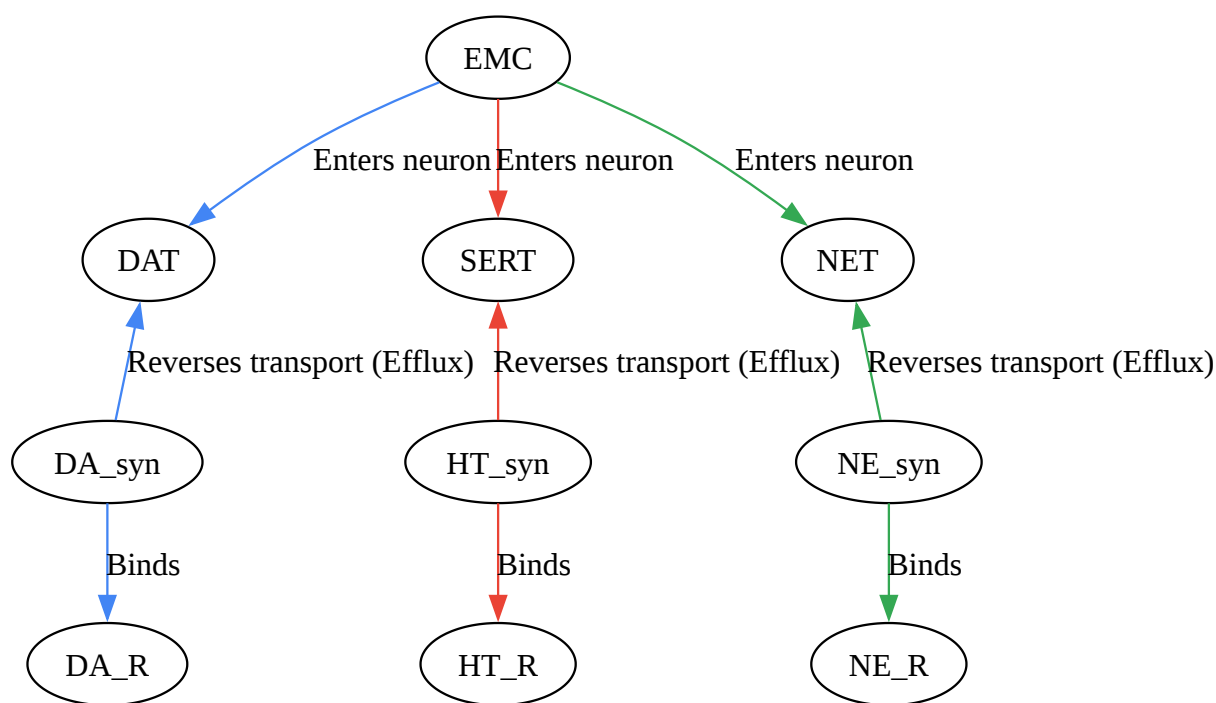 EMC
Enters neuron
Enters neuron
Enters neuron
DAT
SERT
NET
Reverses transport (Efflux)
Reverses transport (Efflux)
Reverses transport (Efflux)
DA_syn
HT_syn
NE_syn
Binds
Binds
Binds
DA_R
HT_R
NE_R